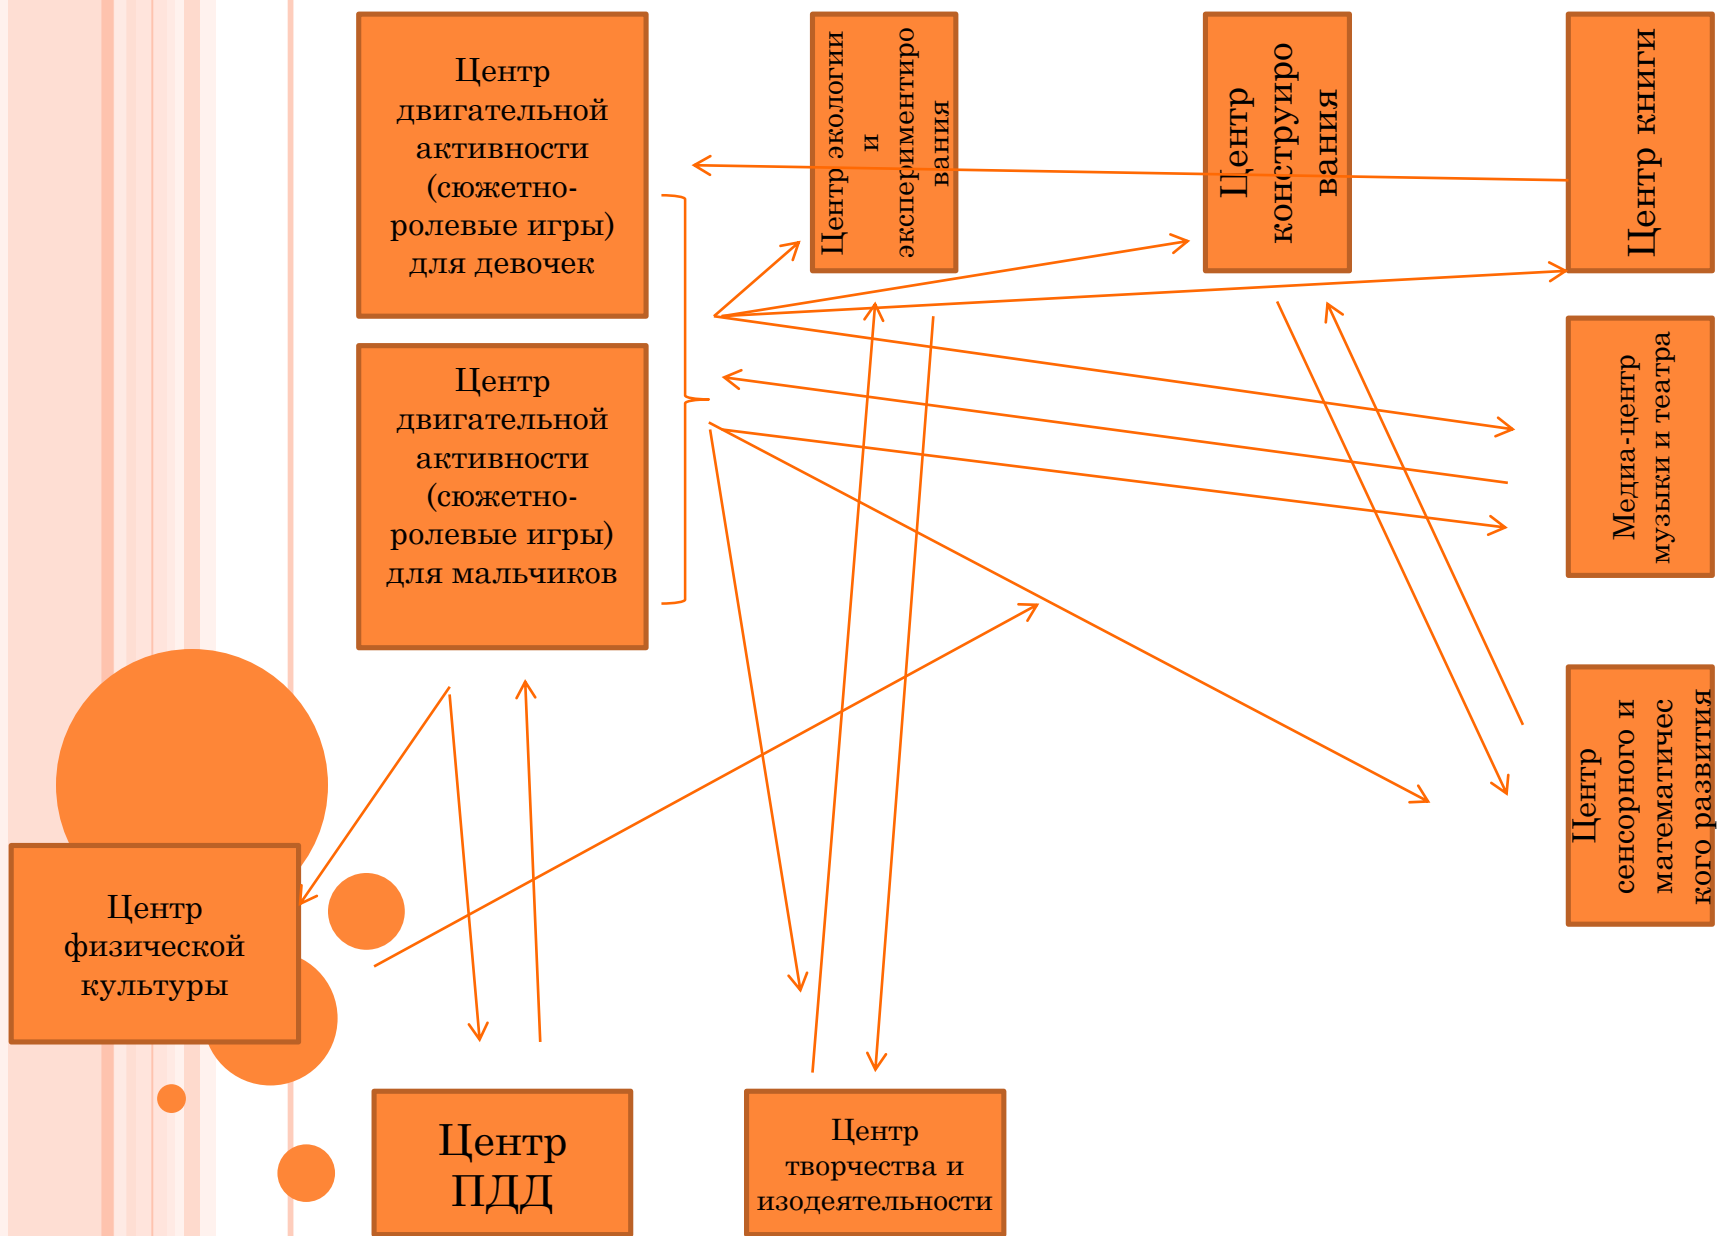 Центр
двигательной
активности
(сюжетно-
ролевые игры)
для девочек
Центр экологии
и
экспериментиро
вания
Центр
конструиро
вания
Центр книги
Центр
двигательной
активности
(сюжетно-
ролевые игры)
для мальчиков
Медиа-центр
музыки и театра
Центр
сенсорного и
математичес
кого развития
Центр
физической
культуры
Центр
ПДД
Центр
творчества и
изодеятельности